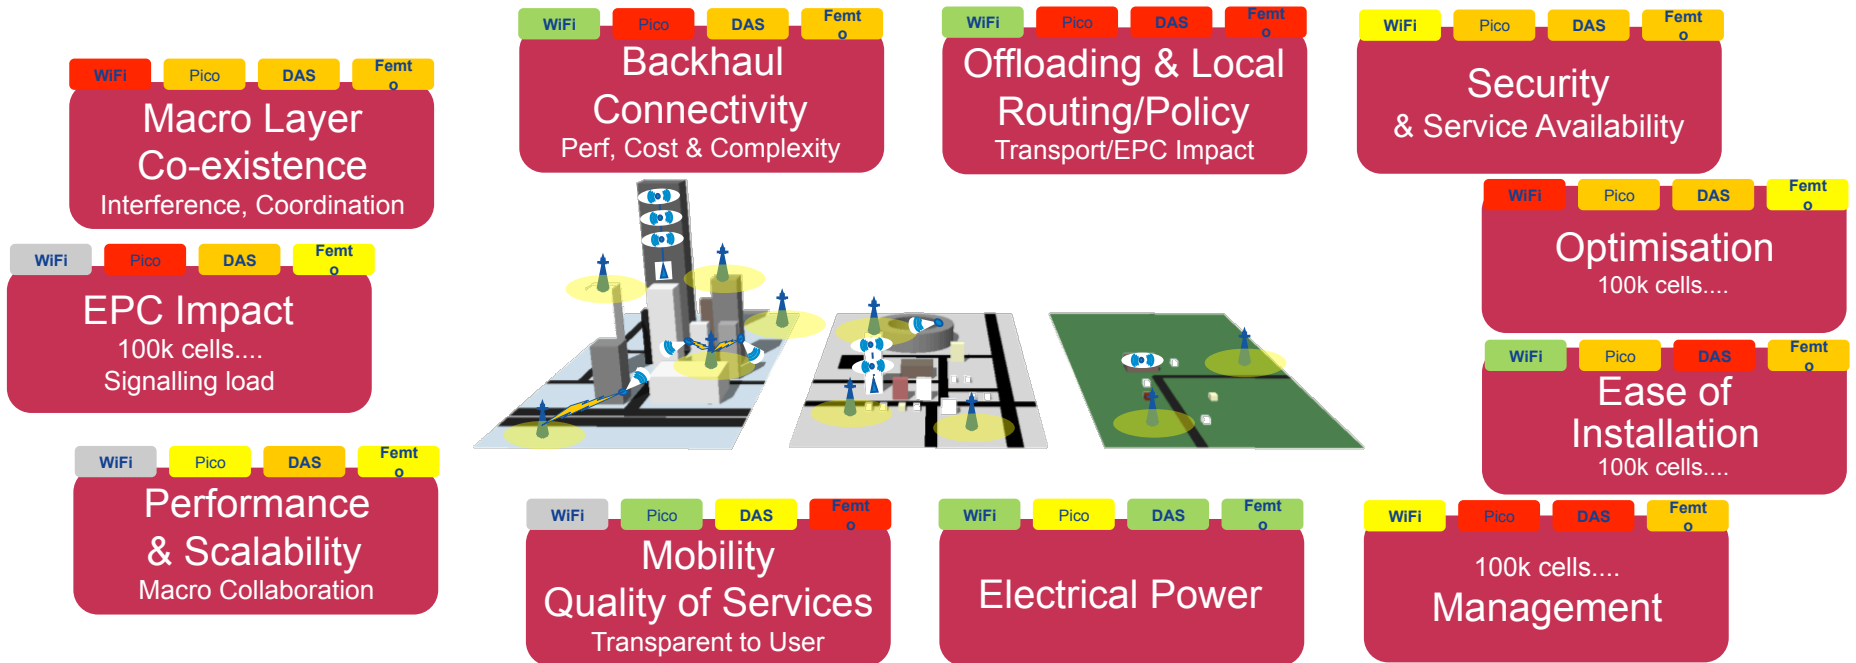 WiFi Pico DAS Femt
o
Backhaul
Connectivity
Perf, Cost & Complexity
WiFi Pico DAS Femt
o
Offloading & Local
Routing/Policy
Transport/EPC Impact
WiFi Pico DAS Femt
o
Security
& Service Availability
WiFi Pico DAS Femt
o
Macro Layer
Co-existence
Interference, Coordination
WiFi Pico DAS Femt
o
Optimisation
100k cells....
WiFi Pico DAS Femt
o
EPC Impact
100k cells....
Signalling load
WiFi Pico DAS Femt
o
Ease of
Installation
100k cells....
WiFi Pico DAS Femt
o
Performance
& Scalability
Macro Collaboration
WiFi Pico DAS Femt
o
Mobility
Quality of Services
Transparent to User
WiFi Pico DAS Femt
o
Electrical Power
WiFi Pico DAS Femt
o
100k cells....
Management